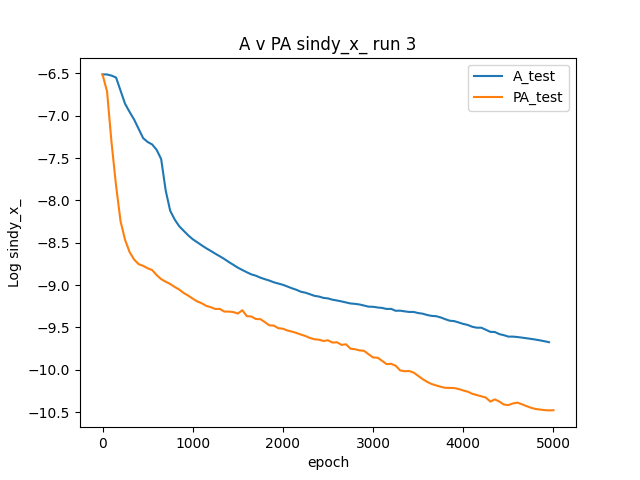 A v PA sindy_x_ run 3
A_test
PA_test
Log sindy_x_
−6.5
−7.0
−7.5
−8.0
−8.5
−9.0
−9.5
−10.0
−10.5
0 1000 2000 3000 4000 5000
epoch